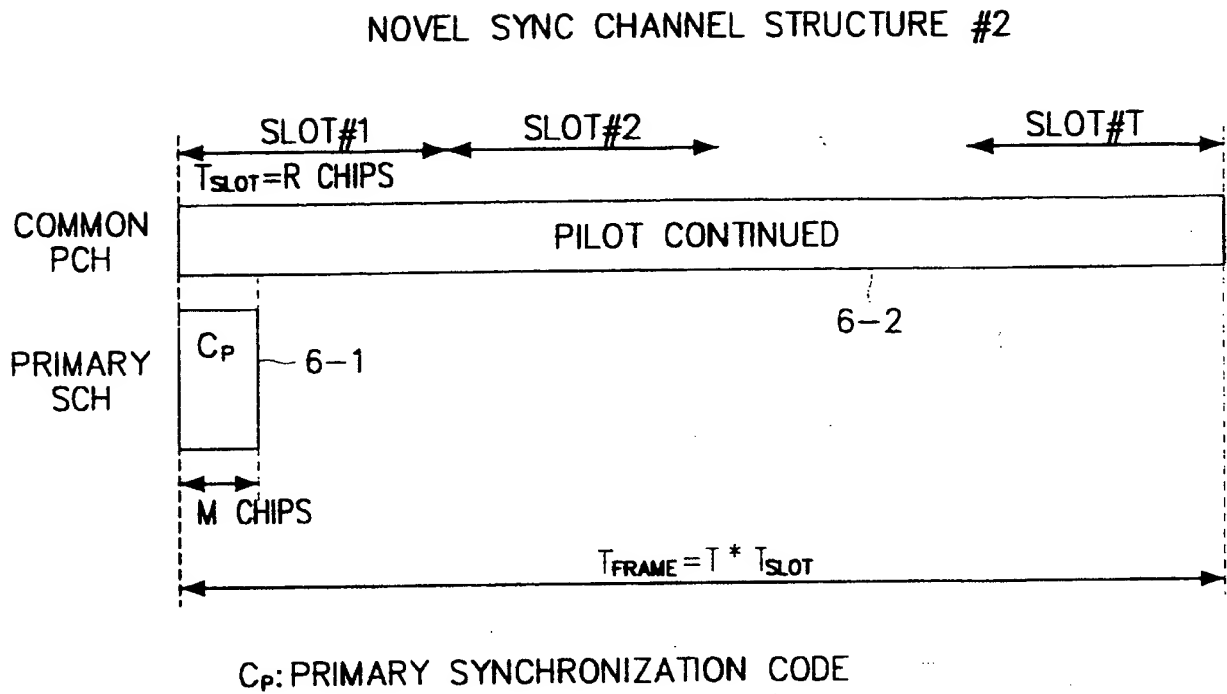 NOVEL SYNC CHANNEL STRUCTURE #2
SLOT#1 SLOT#2 SLOT#T
TSLOT=R CHIPS
COMMON
PCH
PILOT CONTINUED
6-2
PRIMARY
SCH
CP
6-1
M CHIPS
TFRAME=T * TSLOT
CP: PRIMARY SYNCHRONIZATION CODE